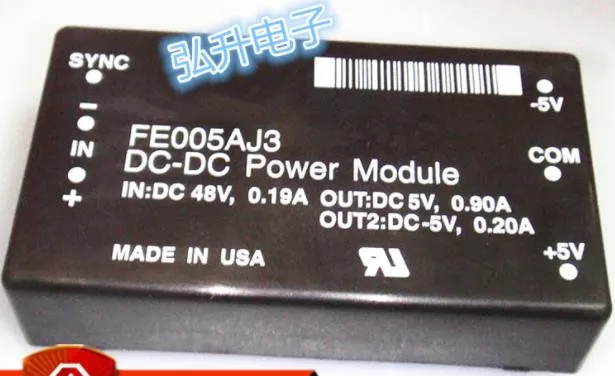 弘升电子
SYNC
−
IN
+
-5V
COM
+5V
FE005AJ3
DC-DC Power Module
IN:DC 48V, 0.19A OUT:DC 5V, 0.90A
OUT2:DC-5V, 0.20A
MADE IN USA